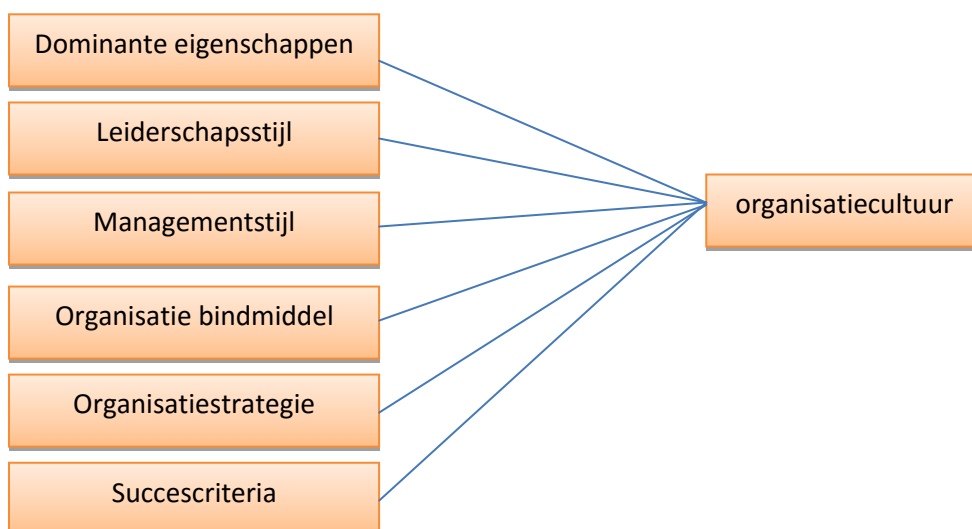 Dominante eigenschappen
Leiderschapsstijl
Managementstijl
Organisatie bindmiddel
Organisatiestrategie
Succescriteria
organisatiecultuur